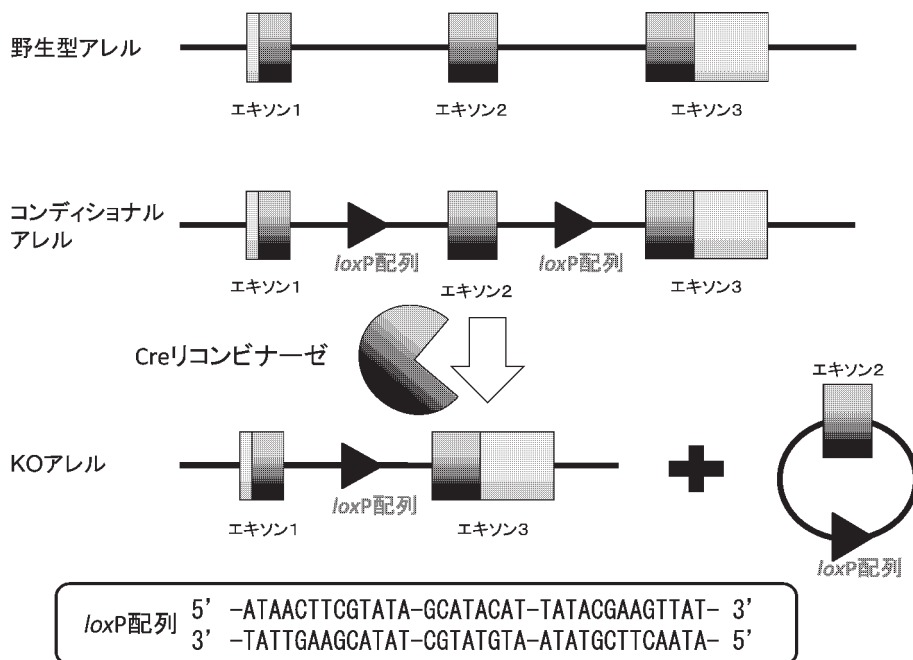 野生型アレル
エキソン1
エキソン2
エキソン3
コンディショナル
アレル
loxP配列
loxP配列
エキソン1
エキソン2
エキソン3
Creリコンビナーゼ
エキソン2
KOアレル
loxP配列
エキソン1
エキソン3
loxP配列
loxP配列
5' -ATAACTTCGTATA-GCATACAT-TATACGAAGTTAT- 3'
3' -TATTGAAGCATAT-CGTATGTA-ATATGCTTCAATA- 5'